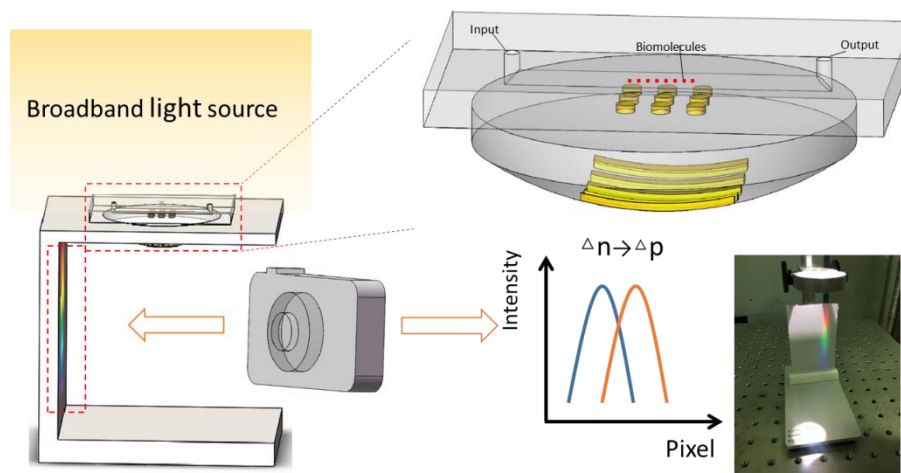 Broadband light source
Input
Biomolecules
Output
△n→△p
Intensity
Pixel